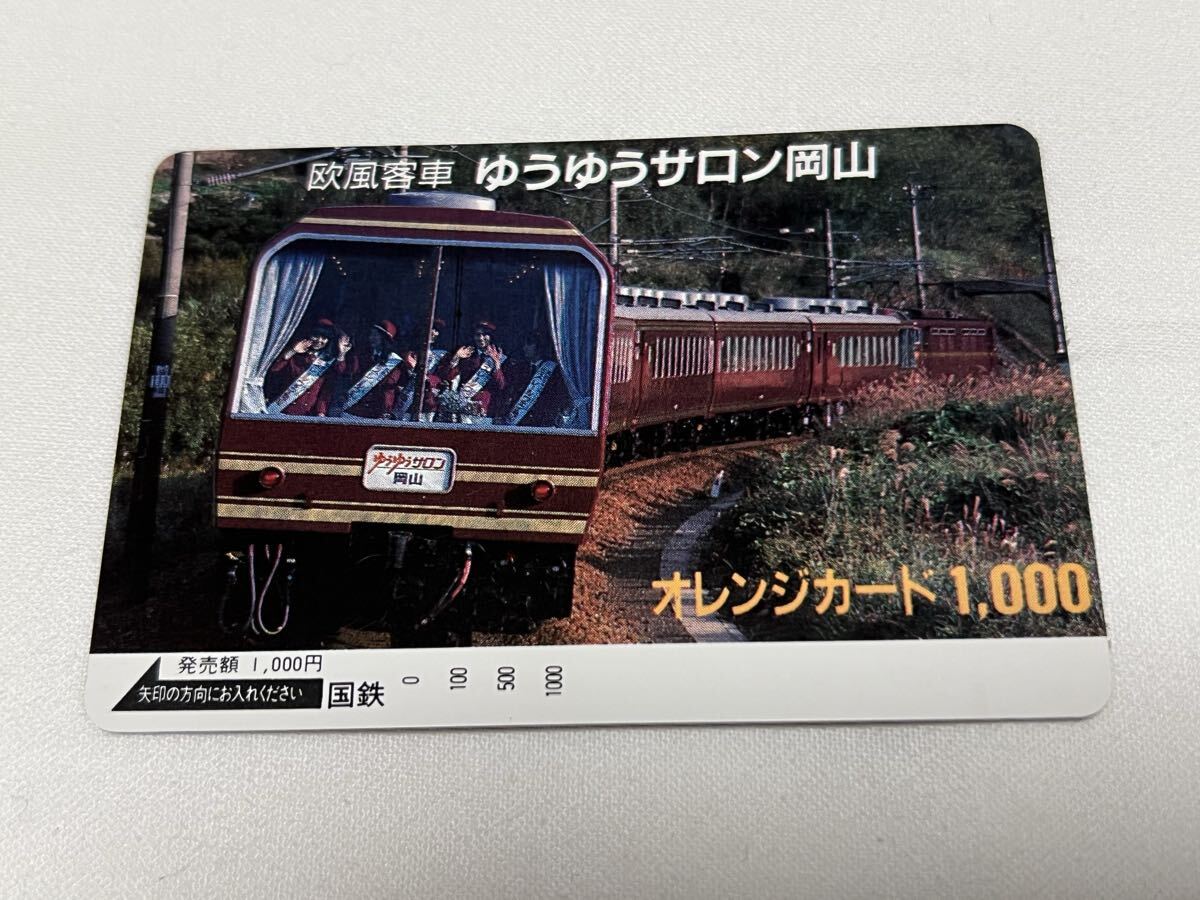 欧風客車 ゆうゆうサロン岡山
ゆうゆうサロン
岡山
オレンジカード 1,000
発売額 1,000円
矢印の方向にお入れください
国鉄 0 100 500 1000